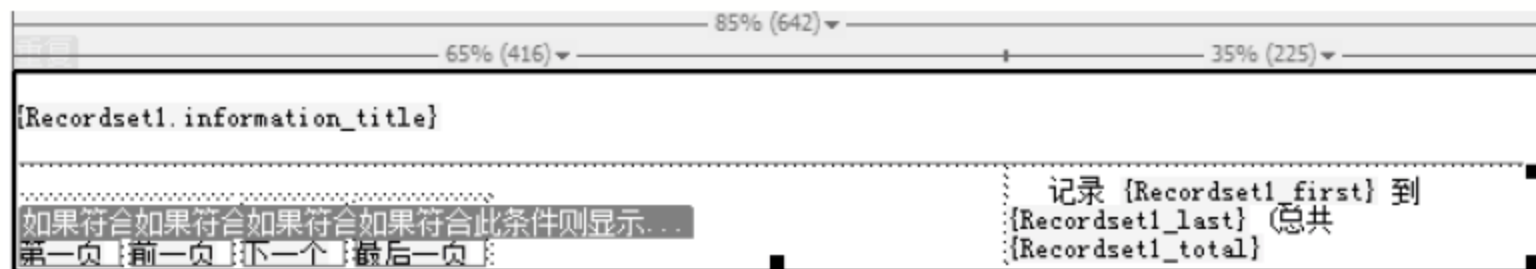 85% (642)
重复 65% (416) 35% (225)
{Recordset1.information_title}
记录 {Recordset1_first} 到
如果符合如果符合如果符合如果符合此条件则显示... {Recordset1_last} (总共
第一页 前一页 下一个 最后一页 {Recordset1_total}